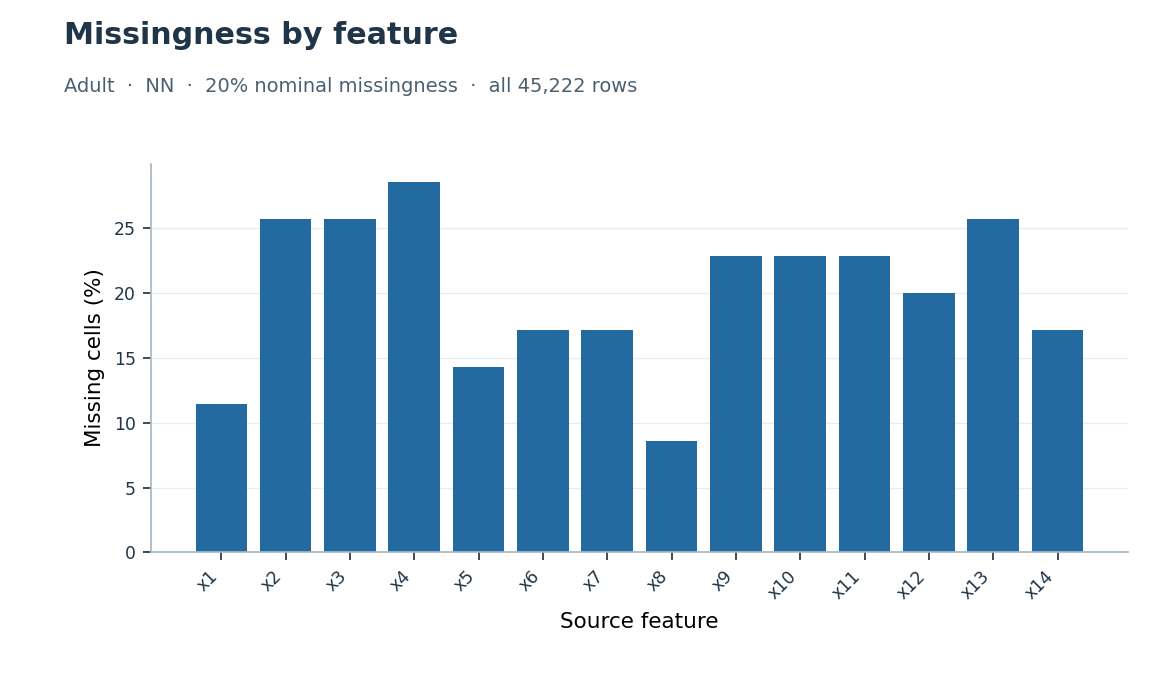 Missingness by feature
Adult · NN · 20% nominal missingness · all 45,222 rows
Missing cells (%)
25
20
15
10
5
0
x1 x2 x3 x4 x5 x6 x7 x8 x9 x10 x11 x12 x13 x14
Source feature